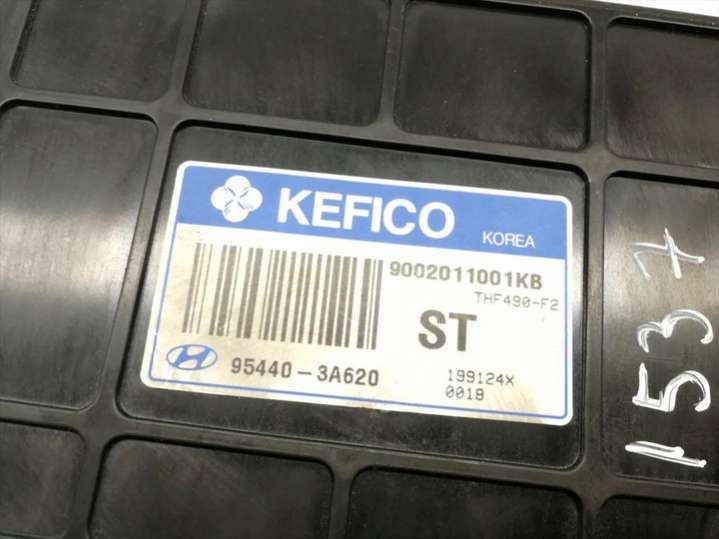 KEFICO KOREA
9002011001KB
THF490-F2
ST
95440-3A620
199124X
0018
1537